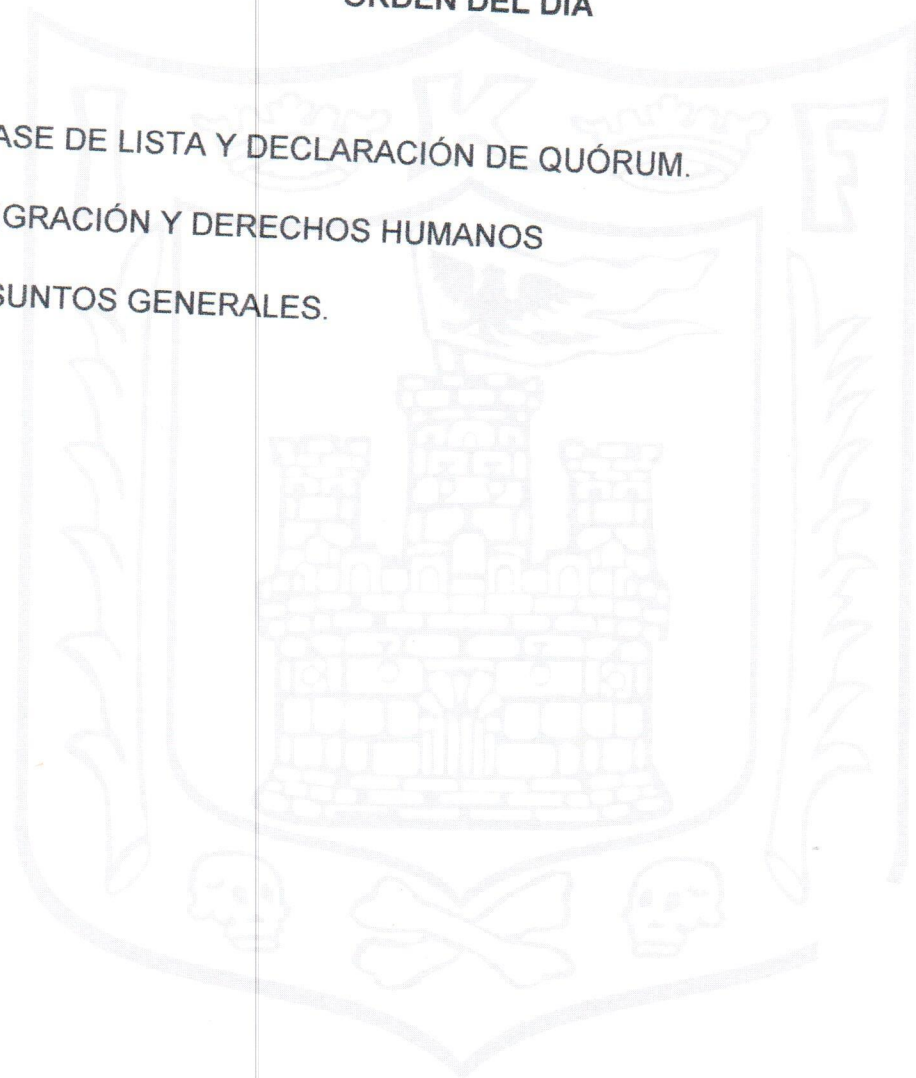 ORDEN DEL DÍA
ASE DE LISTA Y DECLARACIÓN DE QUÓRUM.
GRACIÓN Y DERECHOS HUMANOS
SUNTOS GENERALES.
I K F